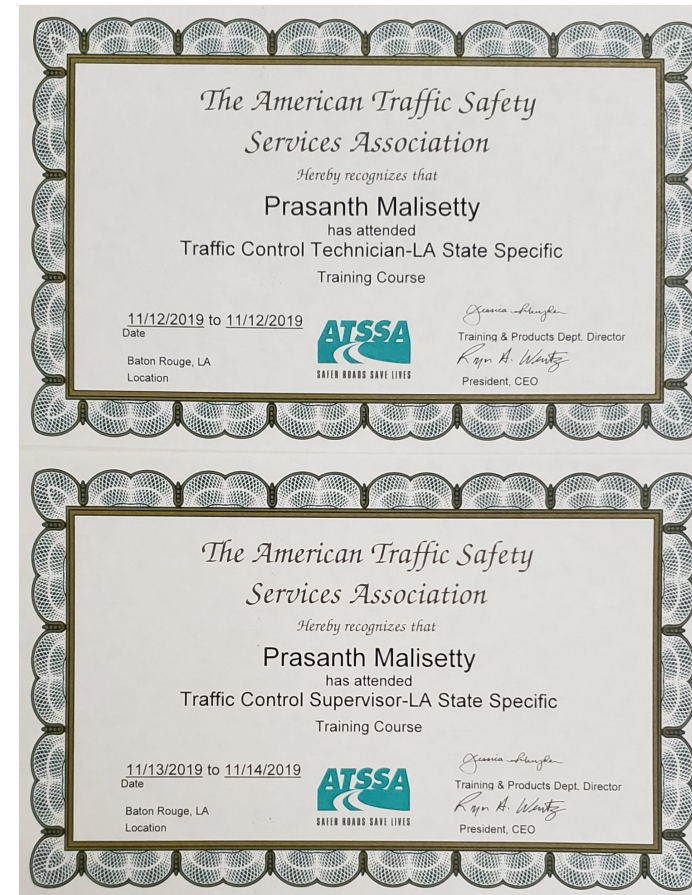 The American Traffic Safety
Services Association
Hereby recognizes that
Prasanth Malisetty
has attended
Traffic Control Technician-LA State Specific
Training Course
11/12/2019 to 11/12/2019
Date
Baton Rouge, LA
Location
ATSSA
SAFER ROADS SAVE LIVES
Training & Products Dept. Director
President, CEO
The American Traffic Safety
Services Association
Hereby recognizes that
Prasanth Malisetty
has attended
Traffic Control Supervisor-LA State Specific
Training Course
11/13/2019 to 11/14/2019
Date
Baton Rouge, LA
Location
ATSSA
SAFER ROADS SAVE LIVES
Training & Products Dept. Director
President, CEO